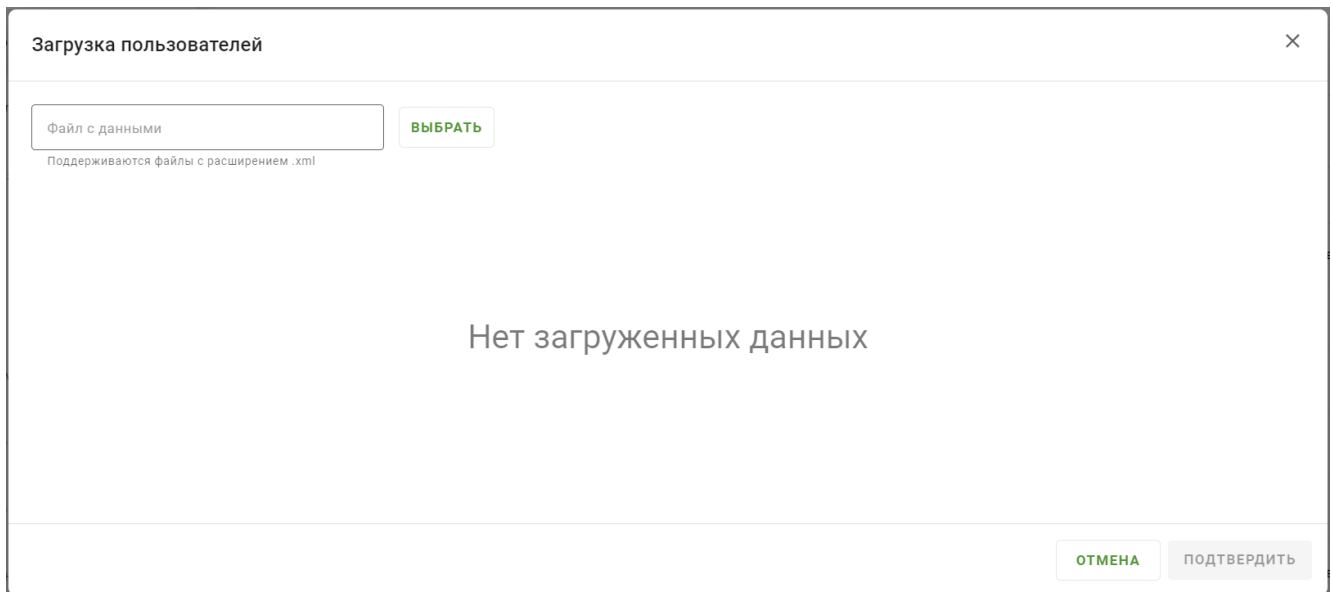 Загрузка пользователей
Файл с данными
ВЫБРАТЬ
Поддерживаются файлы с расширением .xml
Нет загруженных данных
ОТМЕНА
ПОДТВЕРДИТЬ